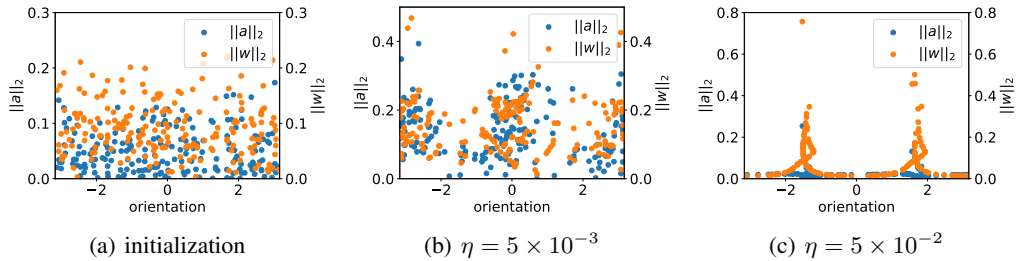 0.3
0.2
0.1
0.0
||a||₂
||a||₂
||w||₂
0.3
0.2
0.1
0.0
||w||₂
−2 0 2
orientation
(a) initialization
0.4
0.2
0.0
||a||₂
||a||₂
||w||₂
0.4
0.2
0.0
||w||₂
−2 0 2
orientation
(b) η = 5 × 10⁻³
0.8
0.6
0.4
0.2
0.0
||a||₂
||a||₂
||w||₂
0.8
0.6
0.4
0.2
0.0
||w||₂
−2 0 2
orientation
(c) η = 5 × 10⁻²